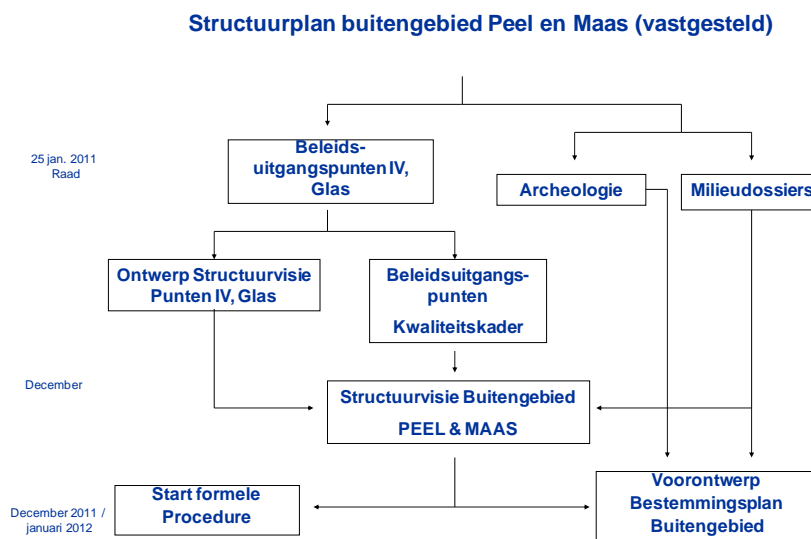 Structuurplan buitengebied Peel en Maas (vastgesteld)
25 jan. 2011
Raad
Beleids-
uitgangspunten IV,
Glas
Archeologie
Milieudossiers
Ontwerp Structuurvisie
Punten IV, Glas
Beleidsuitgangs-
punten
Kwaliteitskader
December
Structuurvisie Buitengebied
PEEL & MAAS
December 2011 /
januari 2012
Start formele
Procedure
Voorontwerp
Bestemmingsplan
Buitengebied